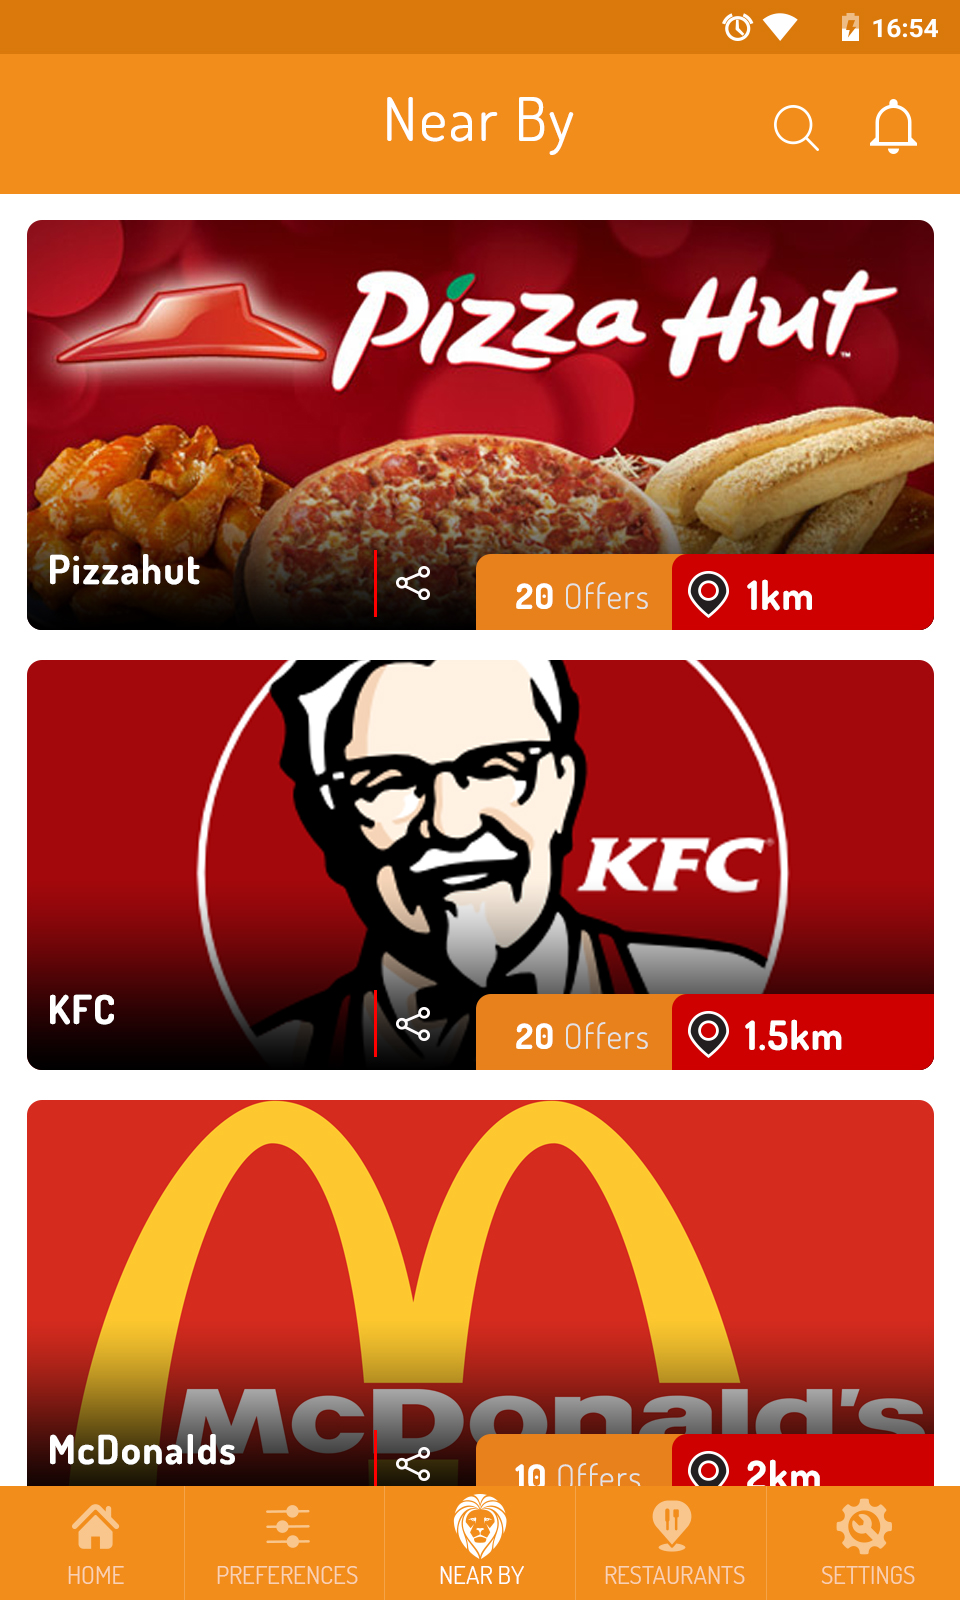 16:54
Near By
Pizza Hut™
Pizzahut
20 Offers
1km
KFC®
KFC
20 Offers
1.5km
McDonald's
McDonalds
10 Offers
2km
HOME
PREFERENCES
NEAR BY
RESTAURANTS
SETTINGS